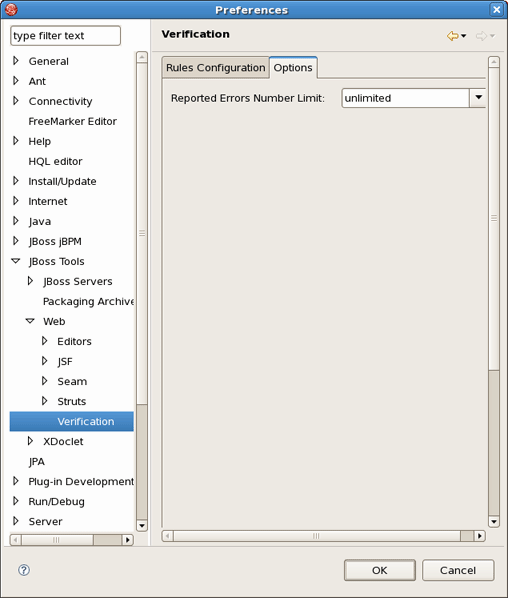 Preferences
type filter text
General
Ant
Connectivity
FreeMarker Editor
Help
HQL editor
Install/Update
Internet
Java
JBoss jBPM
JBoss Tools
JBoss Servers
Packaging Archive
Web
Editors
JSF
Seam
Struts
Verification
XDoclet
JPA
Plug-in Development
Run/Debug
Server
Verification
Rules Configuration Options
Reported Errors Number Limit: unlimited
?
OK Cancel